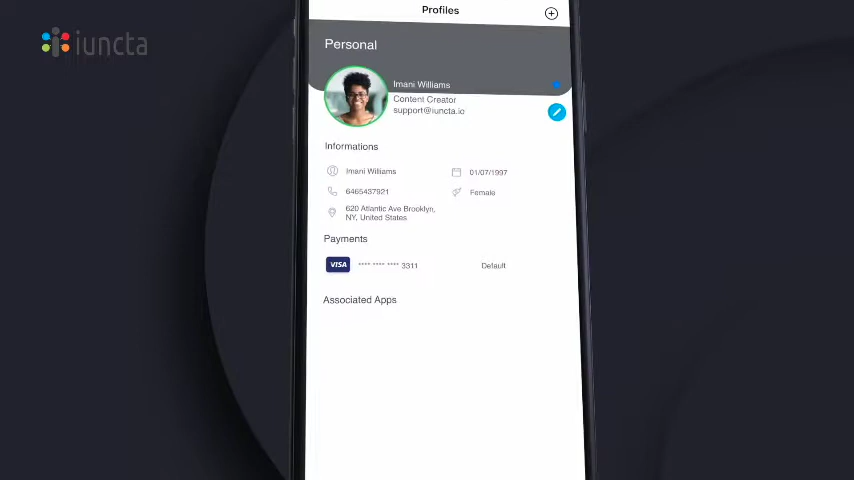 iuncta
Profiles
Personal
Imani Williams
Content Creator
support@iuncta.io
Informations
Imani Williams
01/07/1997
6465437921
Female
620 Atlantic Ave Brooklyn,
NY, United States
Payments
VISA
**** **** **** 3311
Default
Associated Apps